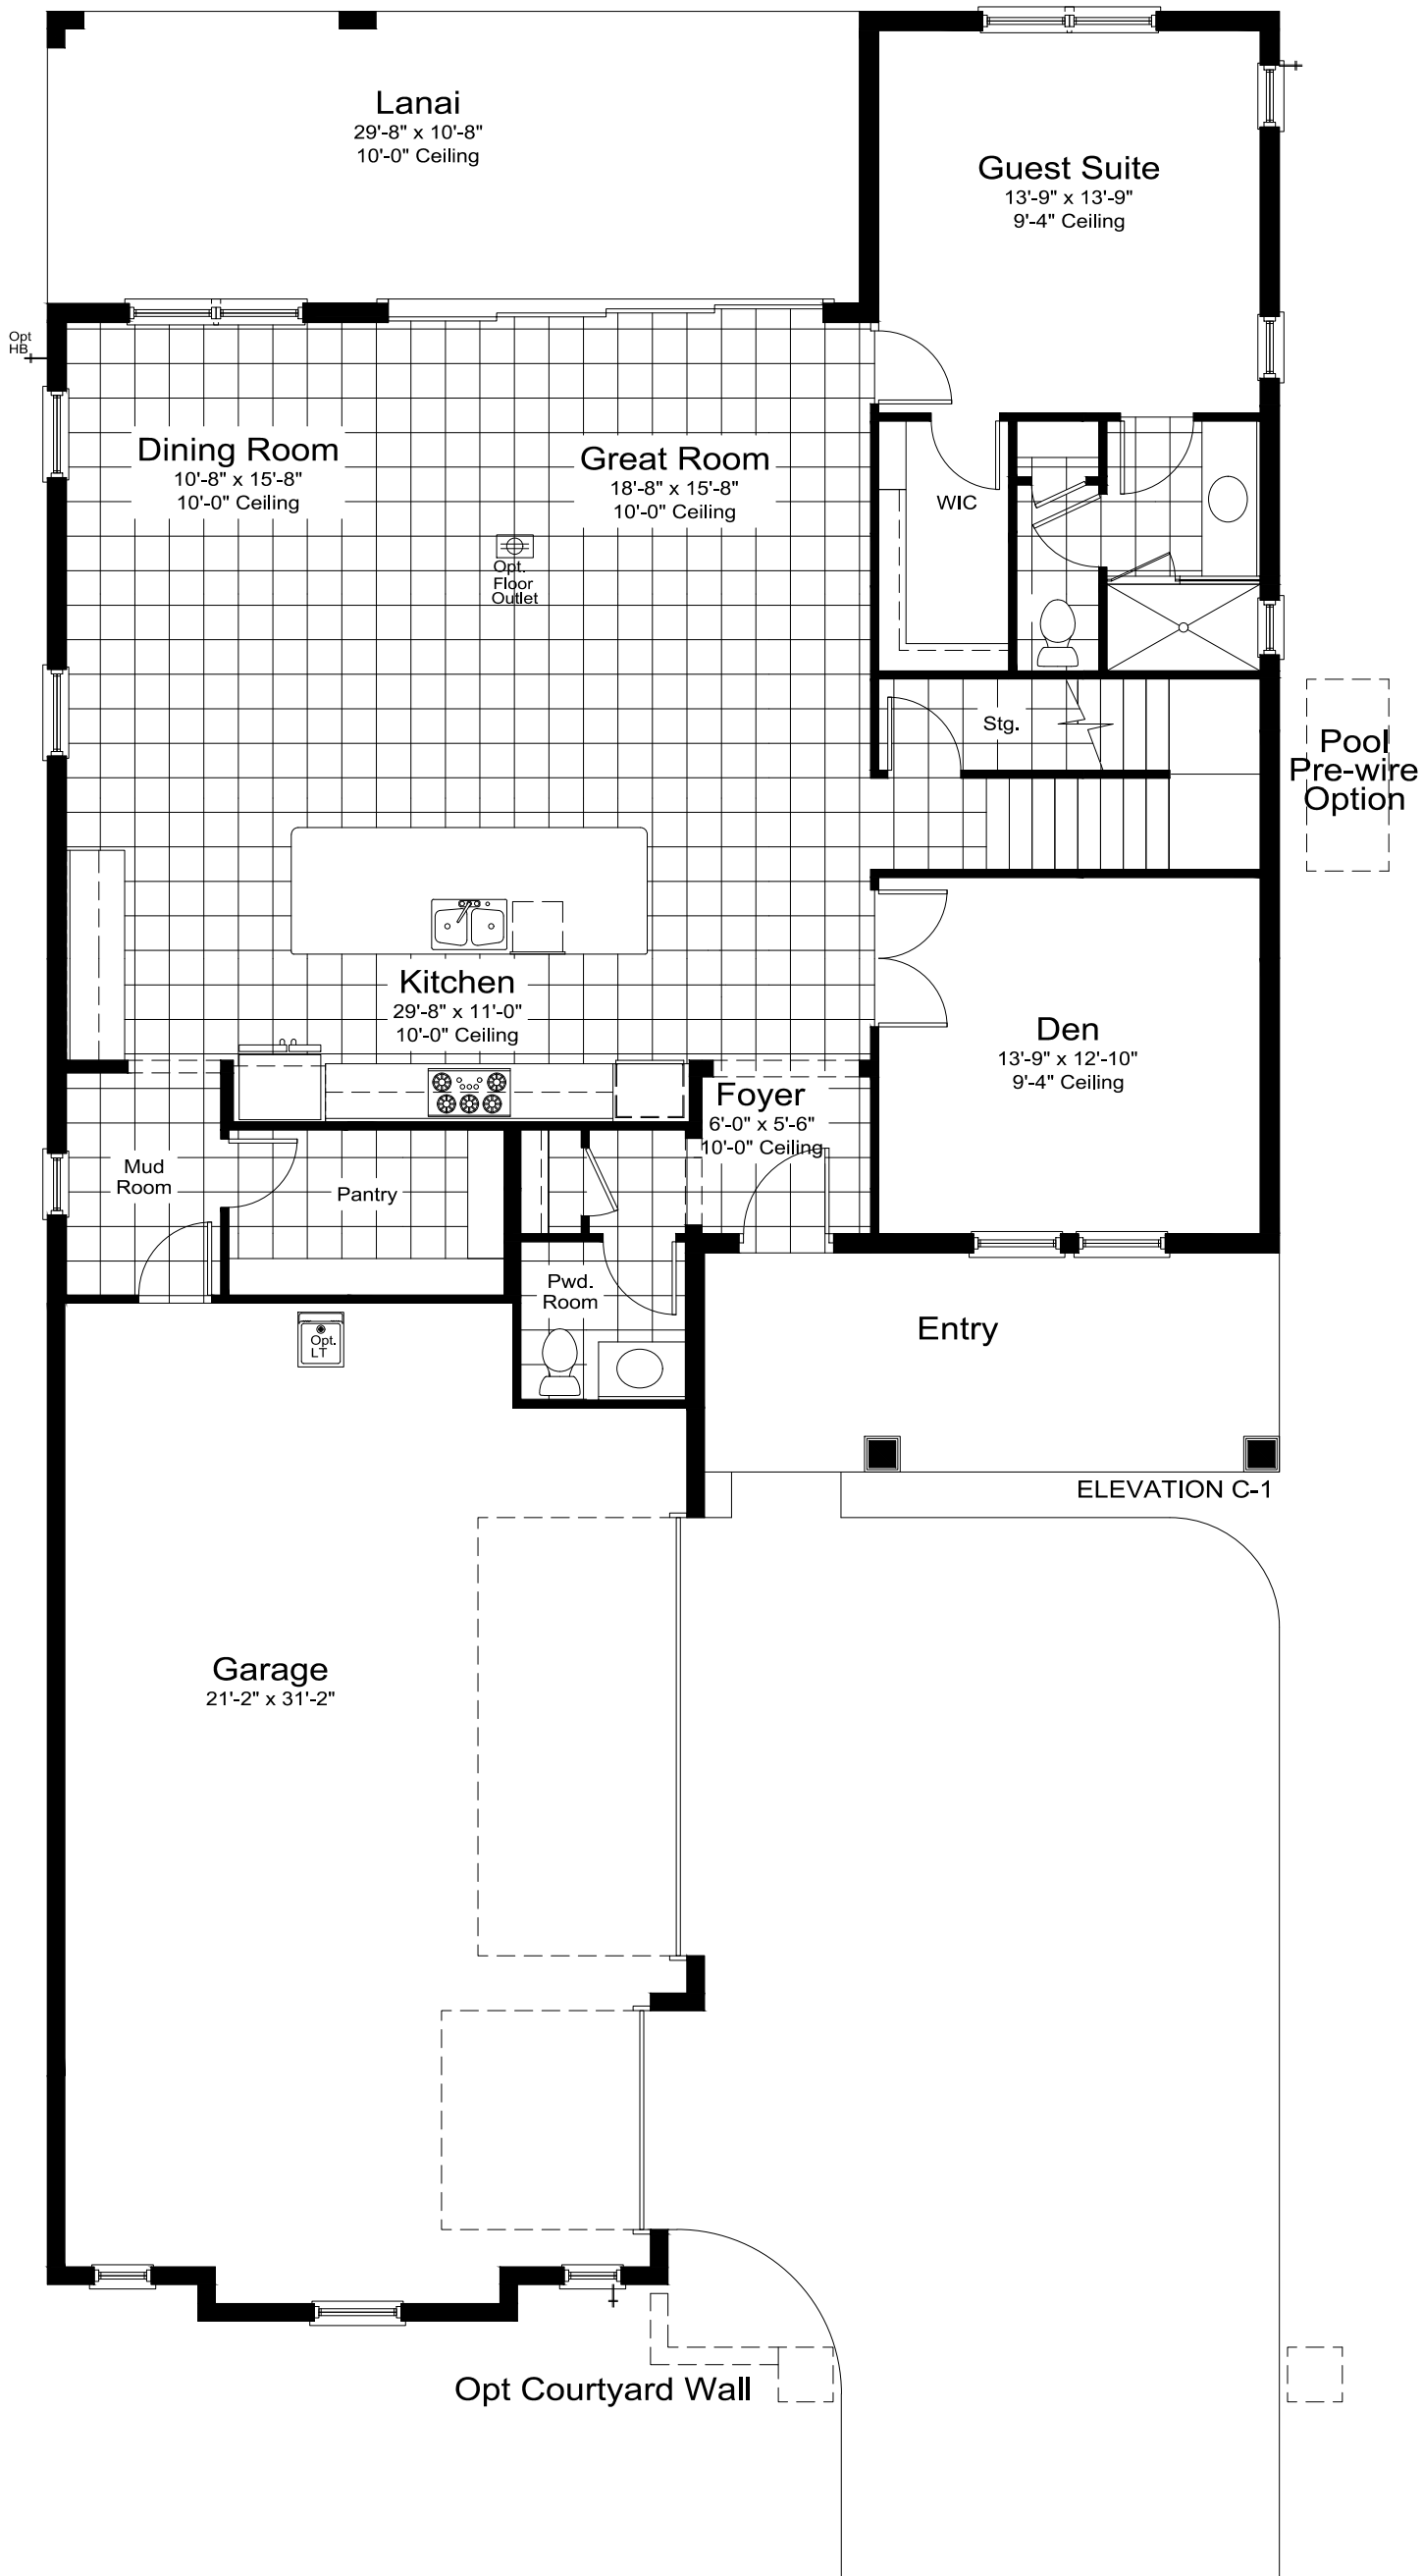 Lanai
29'-8" x 10'-8"
10'-0" Ceiling
Guest Suite
13'-9" x 13'-9"
9'-4" Ceiling
Opt
HB
Dining Room
10'-8" x 15'-8"
10'-0" Ceiling
Great Room
18'-8" x 15'-8"
10'-0" Ceiling
WIC
Opt.
Floor
Outlet
Stg.
Pool
Pre-wire
Option
Kitchen
29'-8" x 11'-0"
10'-0" Ceiling
Den
13'-9" x 12'-10"
9'-4" Ceiling
Foyer
6'-0" x 5'-6"
10'-0" Ceiling
Mud
Room
Pantry
Pwd.
Room
Opt.
LT
Entry
ELEVATION C-1
Garage
21'-2" x 31'-2"
Opt Courtyard Wall